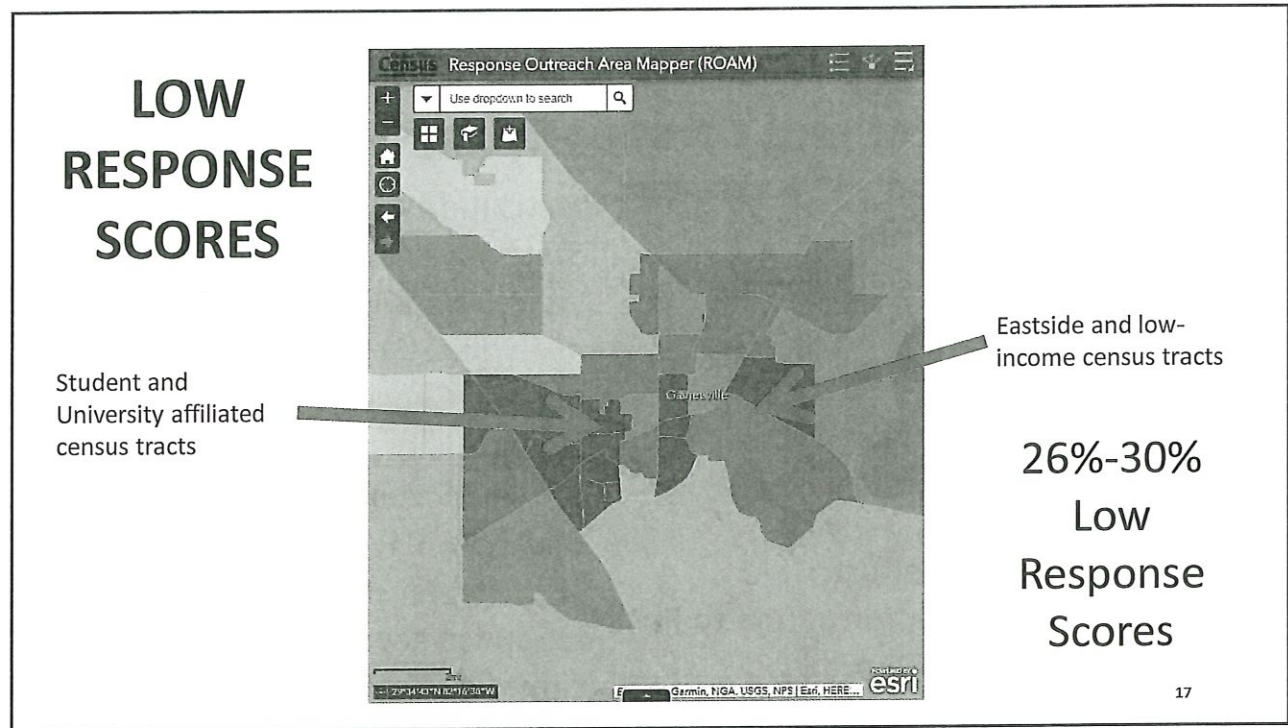 LOW
RESPONSE
SCORES
Census Response Outreach Area Mapper (ROAM)
Use dropdown to search
Gainesville
Student and
University affiliated
census tracts
Eastside and low-
income census tracts
26%-30%
Low
Response
Scores
Garmin, NGA, USGS, NPS | Esri, HERE...
POWERED BY
esri
17